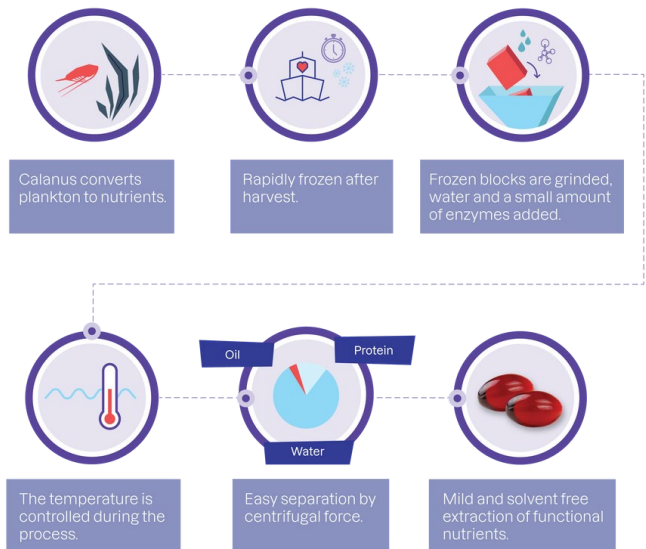 Calanus converts
plankton to nutrients.
Rapidly frozen after
harvest.
Frozen blocks are grinded,
water and a small amount
of enzymes added.
Oil
Protein
Water
The temperature is
controlled during the
process.
Easy separation by
centrifugal force.
Mild and solvent free
extraction of functional
nutrients.